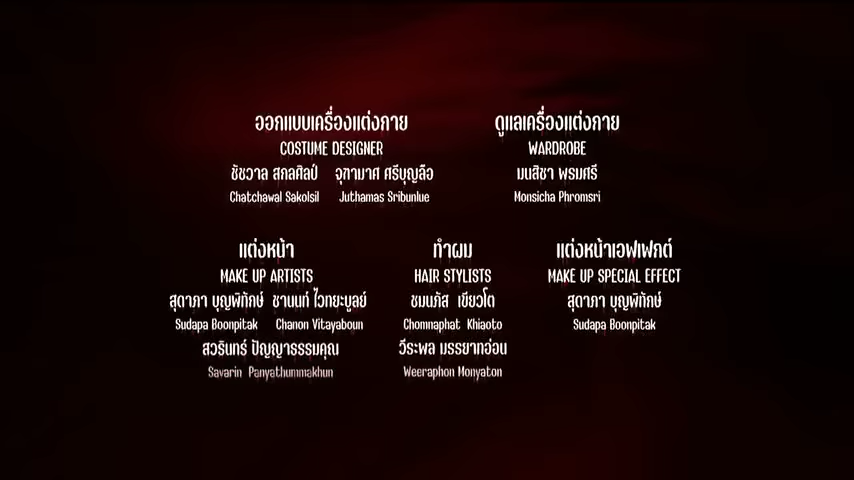 ออกแบบเครื่องแต่งกาย
COSTUME DESIGNER
ชัชวาล สกลศิลป์ จุฑามาศ ศรีบุญลือ
Chatchawal Sakolsil Juthamas Sribunlue
ดูแลเครื่องแต่งกาย
WARDROBE
มนสิชา พรมศรี
Monsicha Phromsri
แต่งหน้า
MAKE UP ARTISTS
สุดาภา บุญพิทักษ์ ชานนท์ ไวทยะบูลย์
Sudapa Boonpitak Chanon Vitayaboun
สวรินทร์ ปัญญาธรรมคุณ
Savarin Panyathummakhun
ทำผม
HAIR STYLISTS
ชมนภัส เขียวโต
Chomnaphat Khiaoto
วีระพล มรรยาทอ่อน
Weeraphon Monyaton
แต่งหน้าเอฟเฟกต์
MAKE UP SPECIAL EFFECT
สุดาภา บุญพิทักษ์
Sudapa Boonpitak